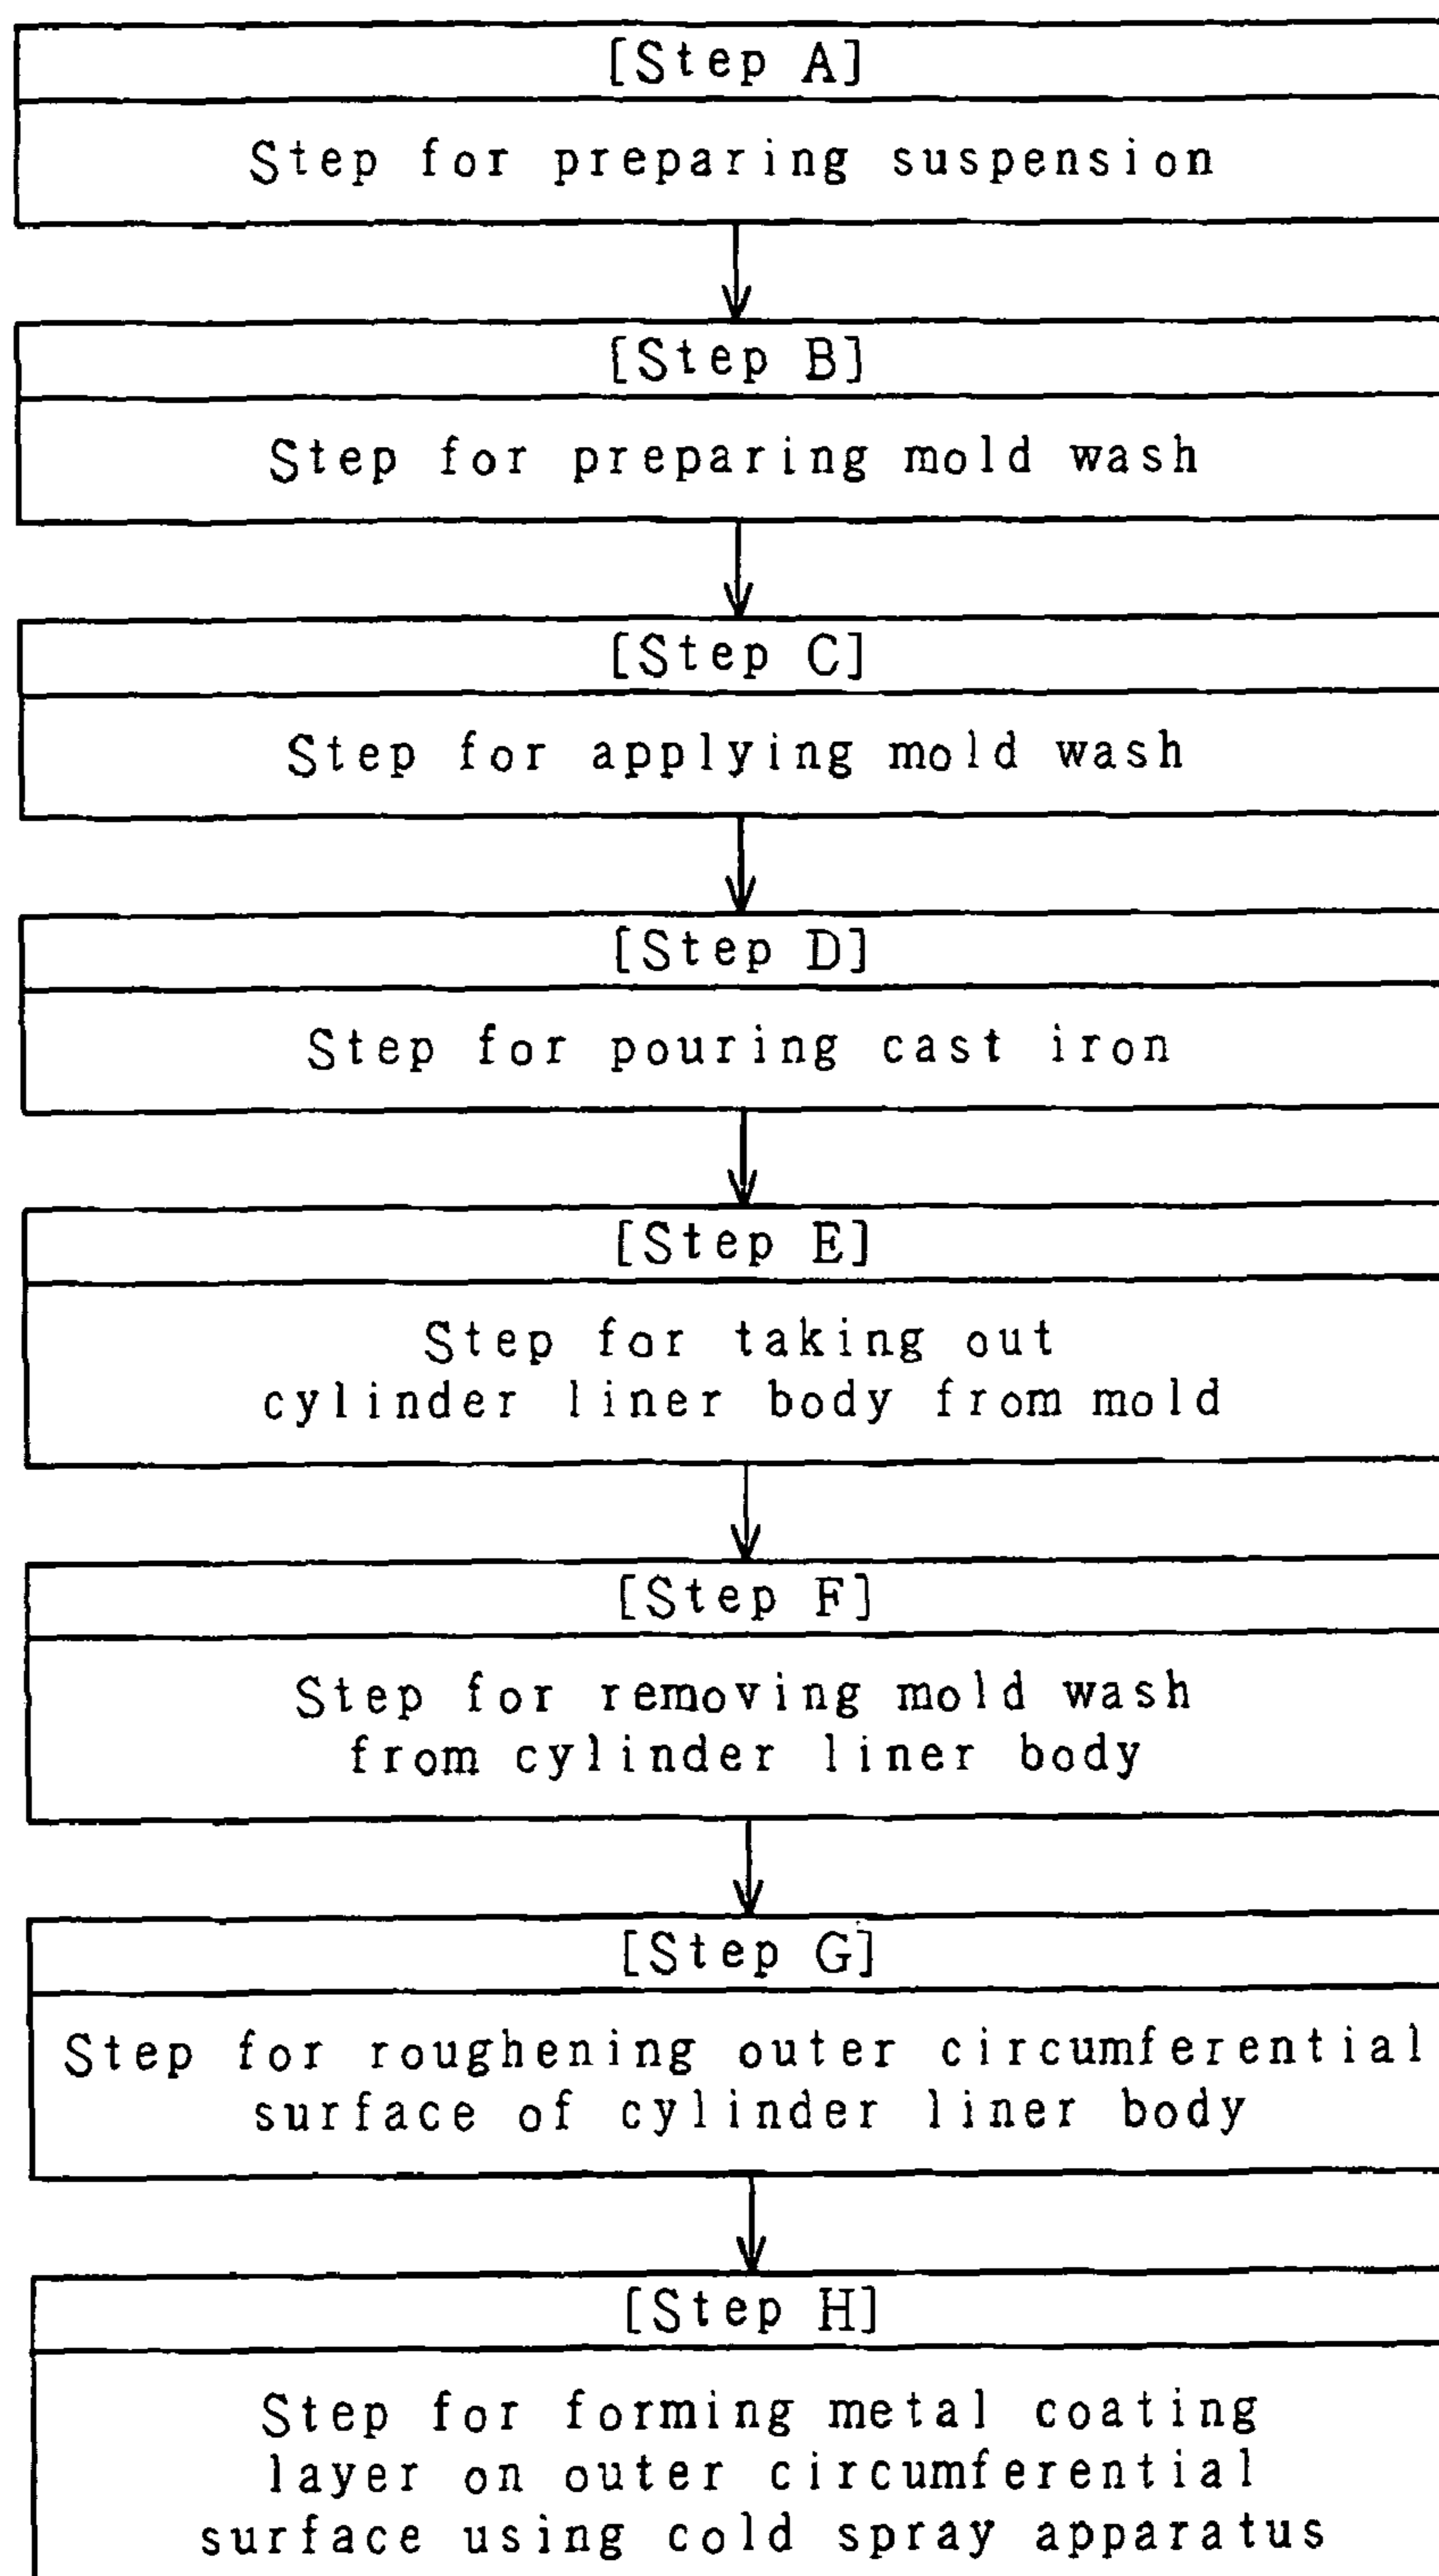 [Step A]
Step for preparing suspension
[Step B]
Step for preparing mold wash
[Step C]
Step for applying mold wash
[Step D]
Step for pouring cast iron
[Step E]
Step for taking out
cylinder liner body from mold
[Step F]
Step for removing mold wash
from cylinder liner body
[Step G]
Step for roughening outer circumferential
surface of cylinder liner body
[Step H]
Step for forming metal coating
layer on outer circumferential
surface using cold spray apparatus